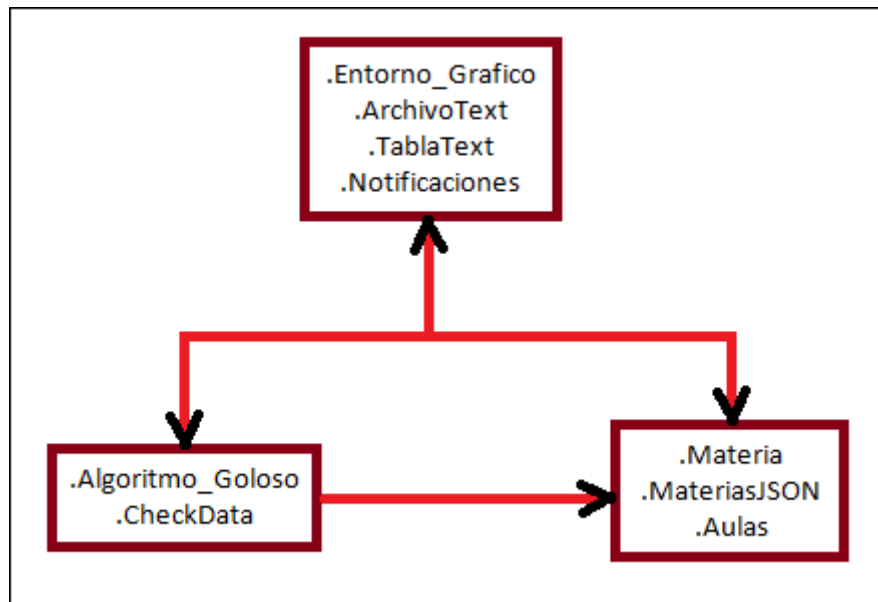 .Entorno_Grafico
.ArchivoText
.TablaText
.Notificaciones
.Algoritmo_Goloso
.CheckData
.Materia
.MateriasJSON
.Aulas